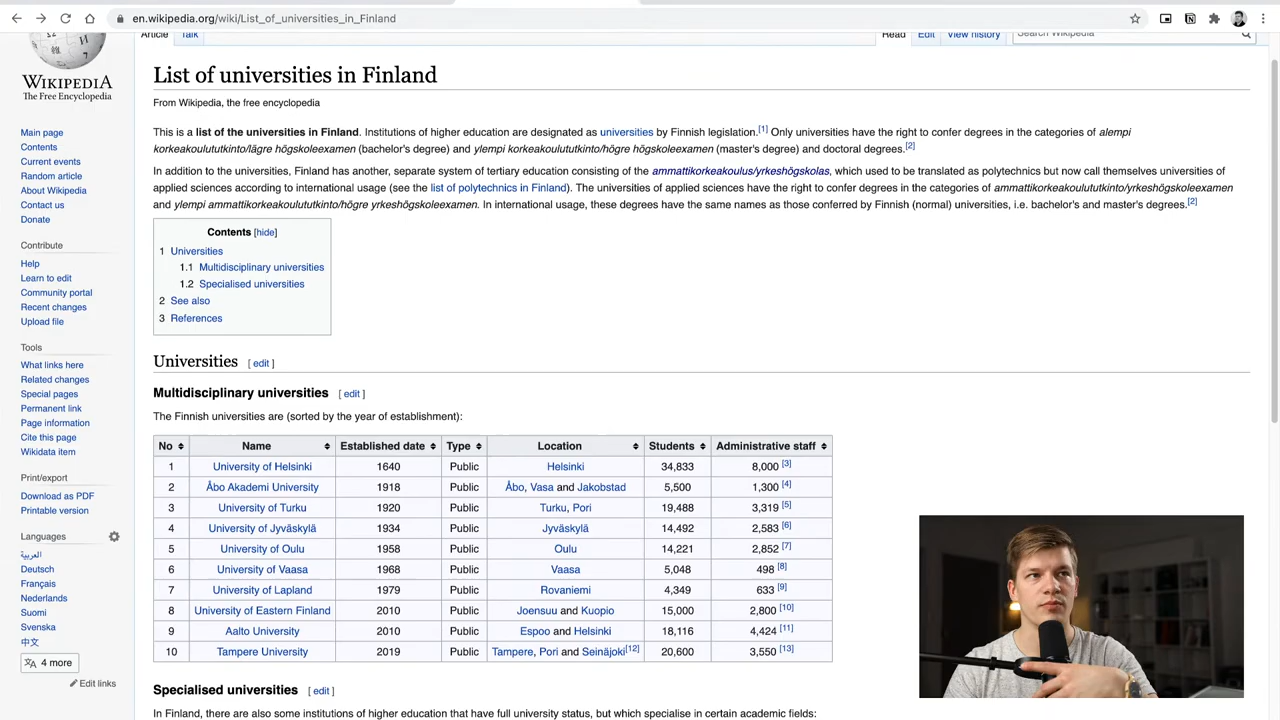 en.wikipedia.org/wiki/List_of_universities_in_Finland
Article Talk Read Edit View history Search Wikipedia
WIKIPEDIA
The Free Encyclopedia
Main page
Contents
Current events
Random article
About Wikipedia
Contact us
Donate
Contribute
Help
Learn to edit
Community portal
Recent changes
Upload file
Tools
What links here
Related changes
Special pages
Permanent link
Page information
Cite this page
Wikidata item
Print/export
Download as PDF
Printable version
Languages
العربية
Deutsch
Français
Nederlands
Suomi
Svenska
中文
4 more
Edit links
List of universities in Finland
From Wikipedia, the free encyclopedia
This is a list of the universities in Finland. Institutions of higher education are designated as universities by Finnish legislation.[1] Only universities have the right to confer degrees in the categories of alempi
korkeakoulututkinto/lägre högskoleexamen (bachelor's degree) and ylempi korkeakoulututkinto/högre högskoleexamen (master's degree) and doctoral degrees.[2]
In addition to the universities, Finland has another, separate system of tertiary education consisting of the ammattikorkeakoulus/yrkeshögskolas, which used to be translated as polytechnics but now call themselves universities of
applied sciences according to international usage (see the list of polytechnics in Finland). The universities of applied sciences have the right to confer degrees in the categories of ammattikorkeakoulututkinto/yrkeshögskoleexamen
and ylempi ammattikorkeakoulututkinto/högre yrkeshögskoleexamen. In international usage, these degrees have the same names as those conferred by Finnish (normal) universities, i.e. bachelor's and master's degrees.[2]
Contents [hide]
1 Universities
1.1 Multidisciplinary universities
1.2 Specialised universities
2 See also
3 References
Universities [ edit ]
Multidisciplinary universities [ edit ]
The Finnish universities are (sorted by the year of establishment):
No Name Established date Type Location Students Administrative staff
1 University of Helsinki 1640 Public Helsinki 34,833 8,000 [3]
2 Åbo Akademi University 1918 Public Åbo, Vasa and Jakobstad 5,500 1,300 [4]
3 University of Turku 1920 Public Turku, Pori 19,488 3,319 [5]
4 University of Jyväskylä 1934 Public Jyväskylä 14,492 2,583 [6]
5 University of Oulu 1958 Public Oulu 14,221 2,852 [7]
6 University of Vaasa 1968 Public Vaasa 5,048 498 [8]
7 University of Lapland 1979 Public Rovaniemi 4,349 633 [9]
8 University of Eastern Finland 2010 Public Joensuu and Kuopio 15,000 2,800 [10]
9 Aalto University 2010 Public Espoo and Helsinki 18,116 4,424 [11]
10 Tampere University 2019 Public Tampere, Pori and Seinäjoki[12] 20,600 3,550 [13]
Specialised universities [ edit ]
In Finland, there are also some institutions of higher education that have full university status, but which specialise in certain academic fields: